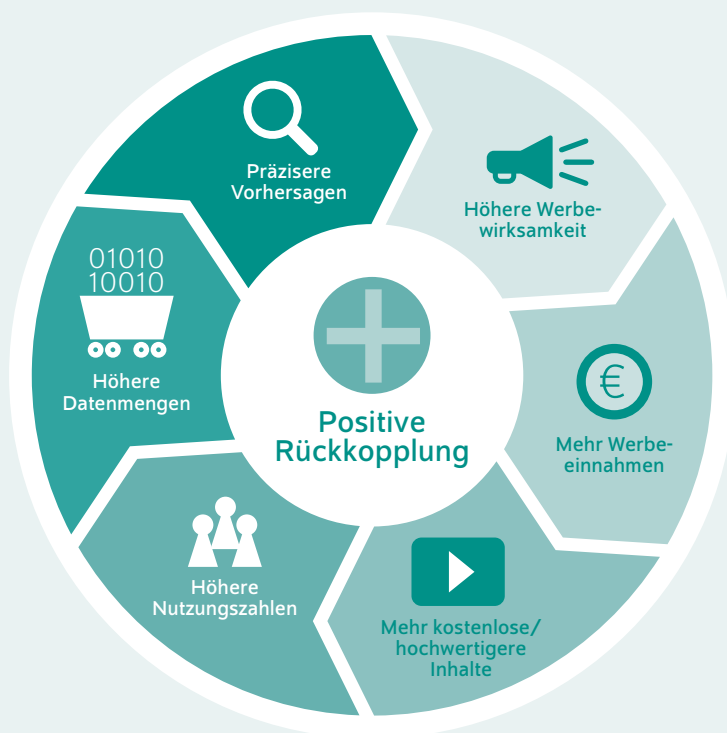 Präzisere
Vorhersagen
Höhere Werbe-
wirksamkeit
€
Mehr Werbe-
einnahmen
Mehr kostenlose/
hochwertigere
Inhalte
Höhere
Nutzungszahlen
01010
10010
Höhere
Datenmengen
Positive
Rückkopplung